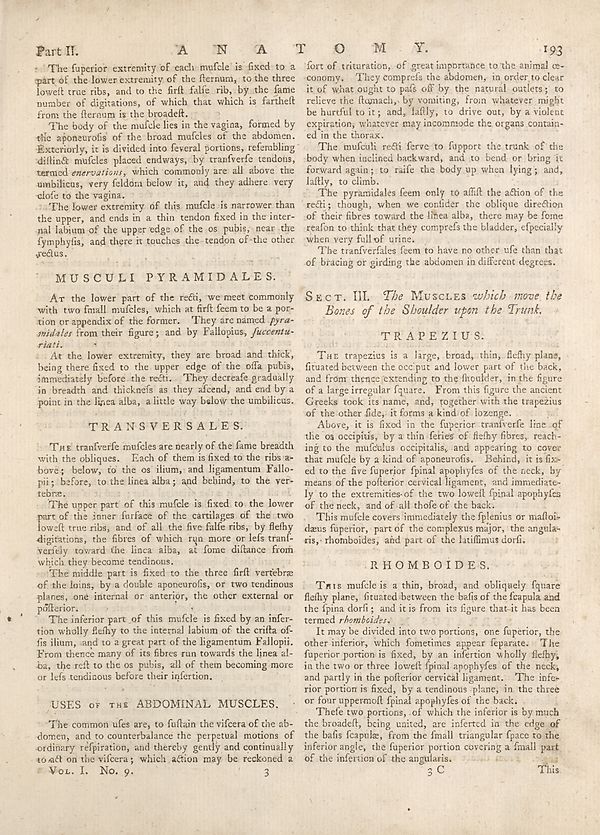 Part II. A N A T O M Y. 193
The ſuperior extremity of each muſcle is fixed to a
part of the lower extremity of the ſternum, to the three
loweſt true ribs, and to the firſt falſe rib, by the ſame
number of digitations, of which that which is fartheſt
from the ſternum is the broadeſt.
The body of the muſcle lies in the vagina, formed by
the aponeuroſis of the broad muſcles of the abdomen.
Exteriorly, it is divided into ſeveral portions, reſembling
diſtinct muſcles placed endways, by tranſverſe tendons,
termed enervations, which commonly are all above the
umbilicus, very ſeldom below it, and they adhere very
cloſe to the vagina.
The lower extremity of this muſcle is narrower than
the upper, and ends in a thin tendon fixed in the inter-
nal labium of the upper edge of the os pubis, near the
ſymphyſis, and there it touches the tendon of the other
rectus.
MUSCULI PYRAMIDALES.
At the lower part of the recti, we meet commonly
with two ſmall muſcles, which at firſt ſeem to be a por-
tion or appendix of the former. They are named pyra-
midales from their figure; and by Fallopius, ſuccentu-
riati.
At the lower extremity, they are broad and thick,
being there fixed to the upper edge of the oſſa pubis,
immediately before the recti. They decreaſe gradually
in breadth and thickneſs as they aſcend, and end by a
point in the linea alba, a little way below the umbilicus.
TRANSVERSALES.
The tranſverſe muſcles are nearly of the ſame breadth
with the obliques. Each of them is fixed to the ribs a-
bove; below, to the os ilium, and ligamentum Fallo-
pii; before, to the linea alba; and behind, to the ver-
tebræ.
The upper part of this muſcle is fixed to the lower
part of the inner ſurface of the cartilages of the two
loweſt true ribs, and of all the five falſe ribs, by fleſhy
digitations, the fibres of which run more or leſs tranſ-
verſely toward the linea alba, at ſome diſtance from
which they become tendinous.
The middle part is fixed to the three firſt vertebræ
of the loins, by a double aponeuroſis, or two tendinous
planes, one internal or anterior, the other external or
poſterior.
The inferior part of this muſcle is fixed by an inſer-
tion wholly fleſhy to the internal labium of the criſta oſ-
ſis ilium, and to a great part of the ligamentum Fallopii.
From thence many of its fibres run towards the linea al-
ba, the reſt to the os pubis, all of them becoming more
or leſs tendinous before their inſertion.
USES of the ABDOMINAL MUSCLES.
The common uſes are, to ſuſtain the viſcera of the ab-
domen, and to counterbalance the perpetual motions of
ordinary reſpiration, and thereby gently and continually
to act on the viſcera; which action may be reckoned a
Vol. I. No. 9. 3
ſort of trituration, of great importance to the animal œ-
conomy. They compreſs the abdomen, in order to clear
it of what ought to paſs off by the natural outlets; to
relieve the ſtomach, by vomiting, from whatever might
be hurtful to it; and, laſtly, to drive out, by a violent
expiration, whatever may incommode the organs contain-
ed in the thorax.
The muſculi recti ſerve to ſupport the trunk of the
body when inclined backward, and to bend or bring it
forward again; to raiſe the body up when lying; and,
laſtly, to climb.
The pyramidales ſeem only to aſſiſt the action of the
recti; though, when we conſider the oblique direction
of their fibres toward the linea alba, there may be ſome
reaſon to think that they compreſs the bladder, eſpecially
when very full of urine.
The tranſverſales ſeem to have no other uſe than that
of bracing or girding the abdomen in different degrees.
Sect. III. The Muscles which move the
Bones of the Shoulder upon the Trunk.
TRAPEZIUS.
The trapezius is a large, broad, thin, fleſhy plane,
ſituated between the occiput and lower part of the back,
and from thence extending to the ſhoulder, in the figure
of a large irregular ſquare. From this figure the ancient
Greeks took its name, and, together with the trapezius
of the other ſide, it forms a kind of lozenge.
Above, it is fixed in the ſuperior tranſverſe line of
the os occipitis, by a thin ſeries of fleſhy fibres, reach-
ing to the muſculus occipitalis, and appearing to cover
that muſcle by a kind of aponeuroſis. Behind, it is fix-
ed to the five ſuperior ſpinal apophyſes of the neck, by
means of the poſterior cervical ligament, and immediate-
ly to the extremities of the two loweſt ſpinal apophyſes
of the neck, and of all thoſe of the back.
This muſcle covers immediately the ſplenius or maſtoi-
dæus ſuperior, part of the complexus major, the angula-
ris, rhomboides, and part of the latiſſimus dorſi.
RHOMBOIDES.
This muſcle is a thin, broad, and obliquely ſquare
fleſhy plane, ſituated between the baſis of the ſcapula and
the ſpina dorſi; and it is from its figure that it has been
termed rhomboides.
It may be divided into two portions, one ſuperior, the
other inferior, which ſometimes appear ſeparate. The
ſuperior portion is fixed, by an inſertion wholly fleſhy,
in the two or three loweſt ſpinal apophyſes of the neck,
and partly in the poſterior cervical ligament. The infe-
rior portion is fixed, by a tendinous plane, in the three
or four uppermoſt ſpinal apophyſes of the back.
Theſe two portions, of which the inferior is by much
the broadeſt, being united, are inſerted in the edge of
the baſis ſcapulæ, from the ſmall triangular ſpace to the
inferior angle, the ſuperior portion covering a ſmall part
of the inſertion of the angularis.
3 C This